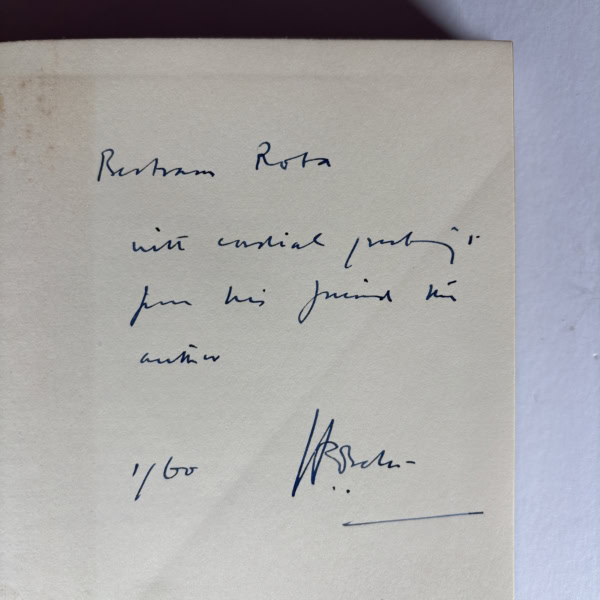 Bertram Rota
with cordial greetings
from his friend the
author
1/60